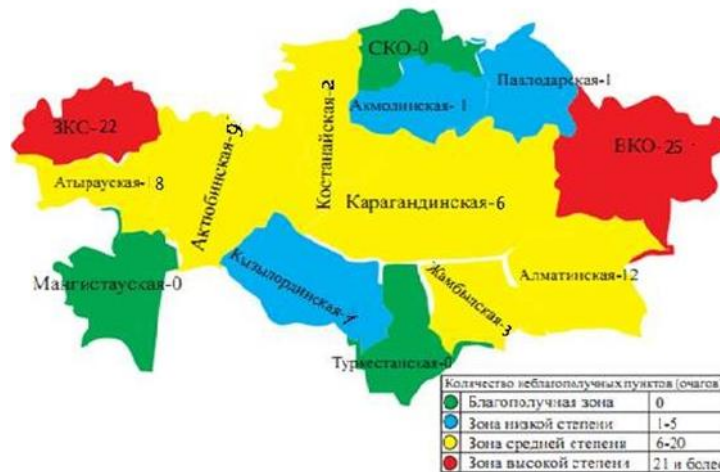 СКО-0
Павлодарская-1
Акмолинская-1
ЗКС-22
ВКО-25
Костанайская-2
Актюбинская-9
Атырауская-18
Карагандинская-6
Мангистауская-0
Кызылординская-1
Жамбылская-3
Алматинская-12
Туркестанская-0
Количество неблагополучных пунктов (очагов)
Благополучная зона 0
Зона низкой степени 1-5
Зона средней степени 6-20
Зона высокой степени 21 и более